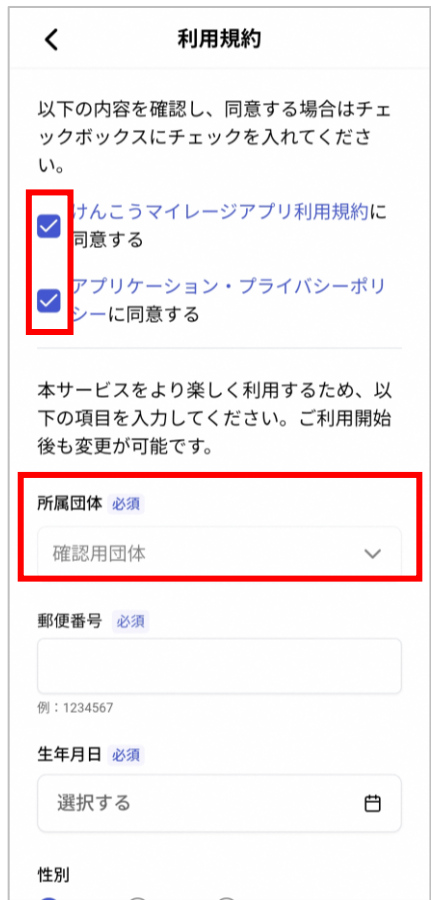 利用規約
以下の内容を確認し、同意する場合はチェ
ックボックスにチェックを入れてくださ
い。
けんこうマイレージアプリ利用規約に
同意する
アプリケーション・プライバシーポリ
シーに同意する
本サービスをより楽しく利用するため、以
下の項目を入力してください。ご利用開始
後も変更が可能です。
所属団体 必須
確認用団体
郵便番号 必須
例：1234567
生年月日 必須
選択する
性別